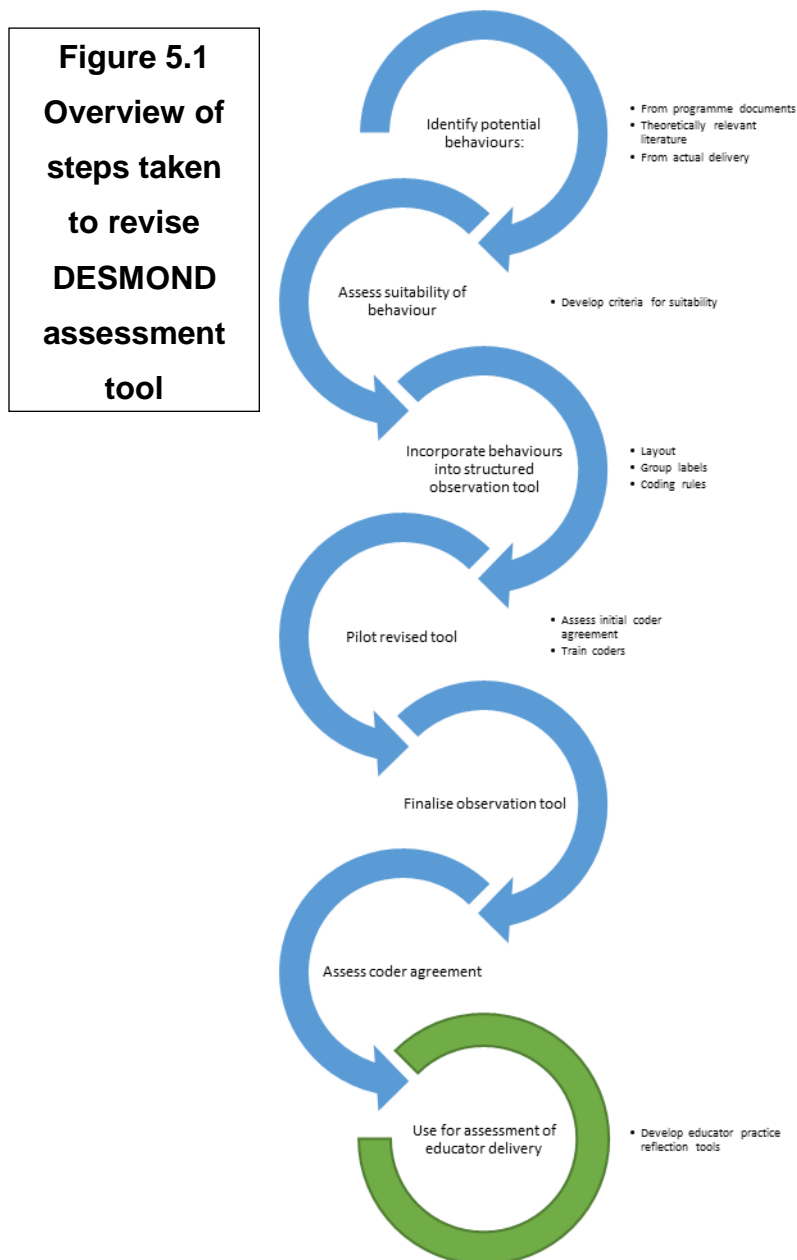 Figure 5.1
Overview of
steps taken
to revise
DESMOND
assessment
tool
Identify potential
behaviours:
• From programme documents
• Theoretically relevant
literature
• From actual delivery
Assess suitability of
behaviour
• Develop criteria for suitability
Incorporate behaviours
into structured
observation tool
• Layout
• Group labels
• Coding rules
Pilot revised tool
• Assess initial coder
agreement
• Train coders
Finalise observation tool
Assess coder agreement
Use for assessment of
educator delivery
• Develop educator practice
reflection tools